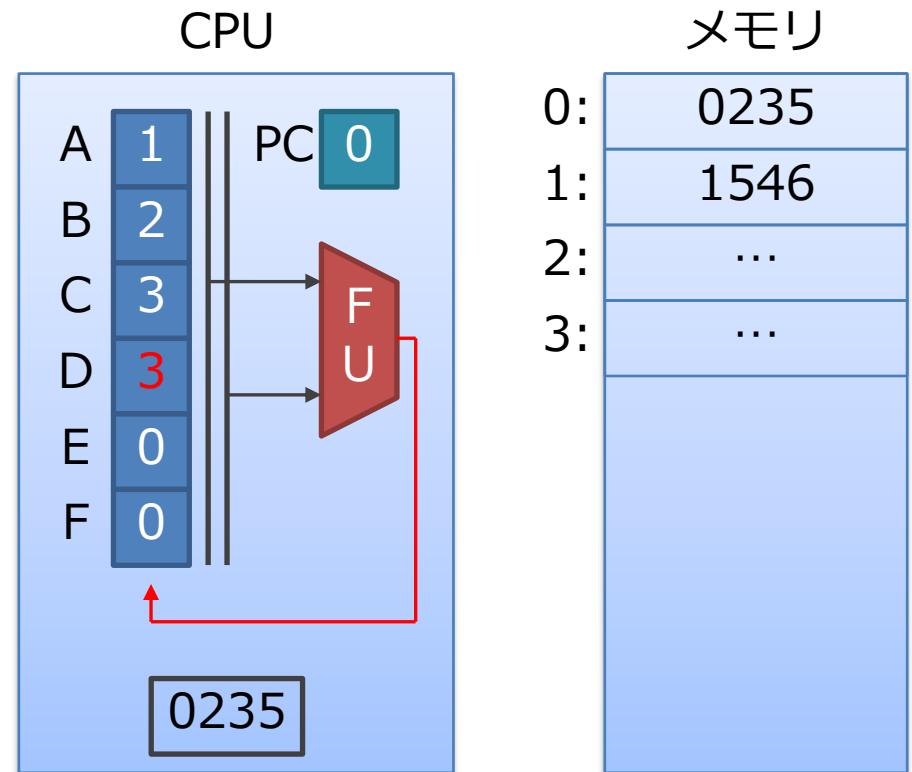 CPU
A 1
B 2
C 3
D 3
E 0
F 0
PC 0
F
U
0235
メモリ
0: 0235
1: 1546
2: …
3: …